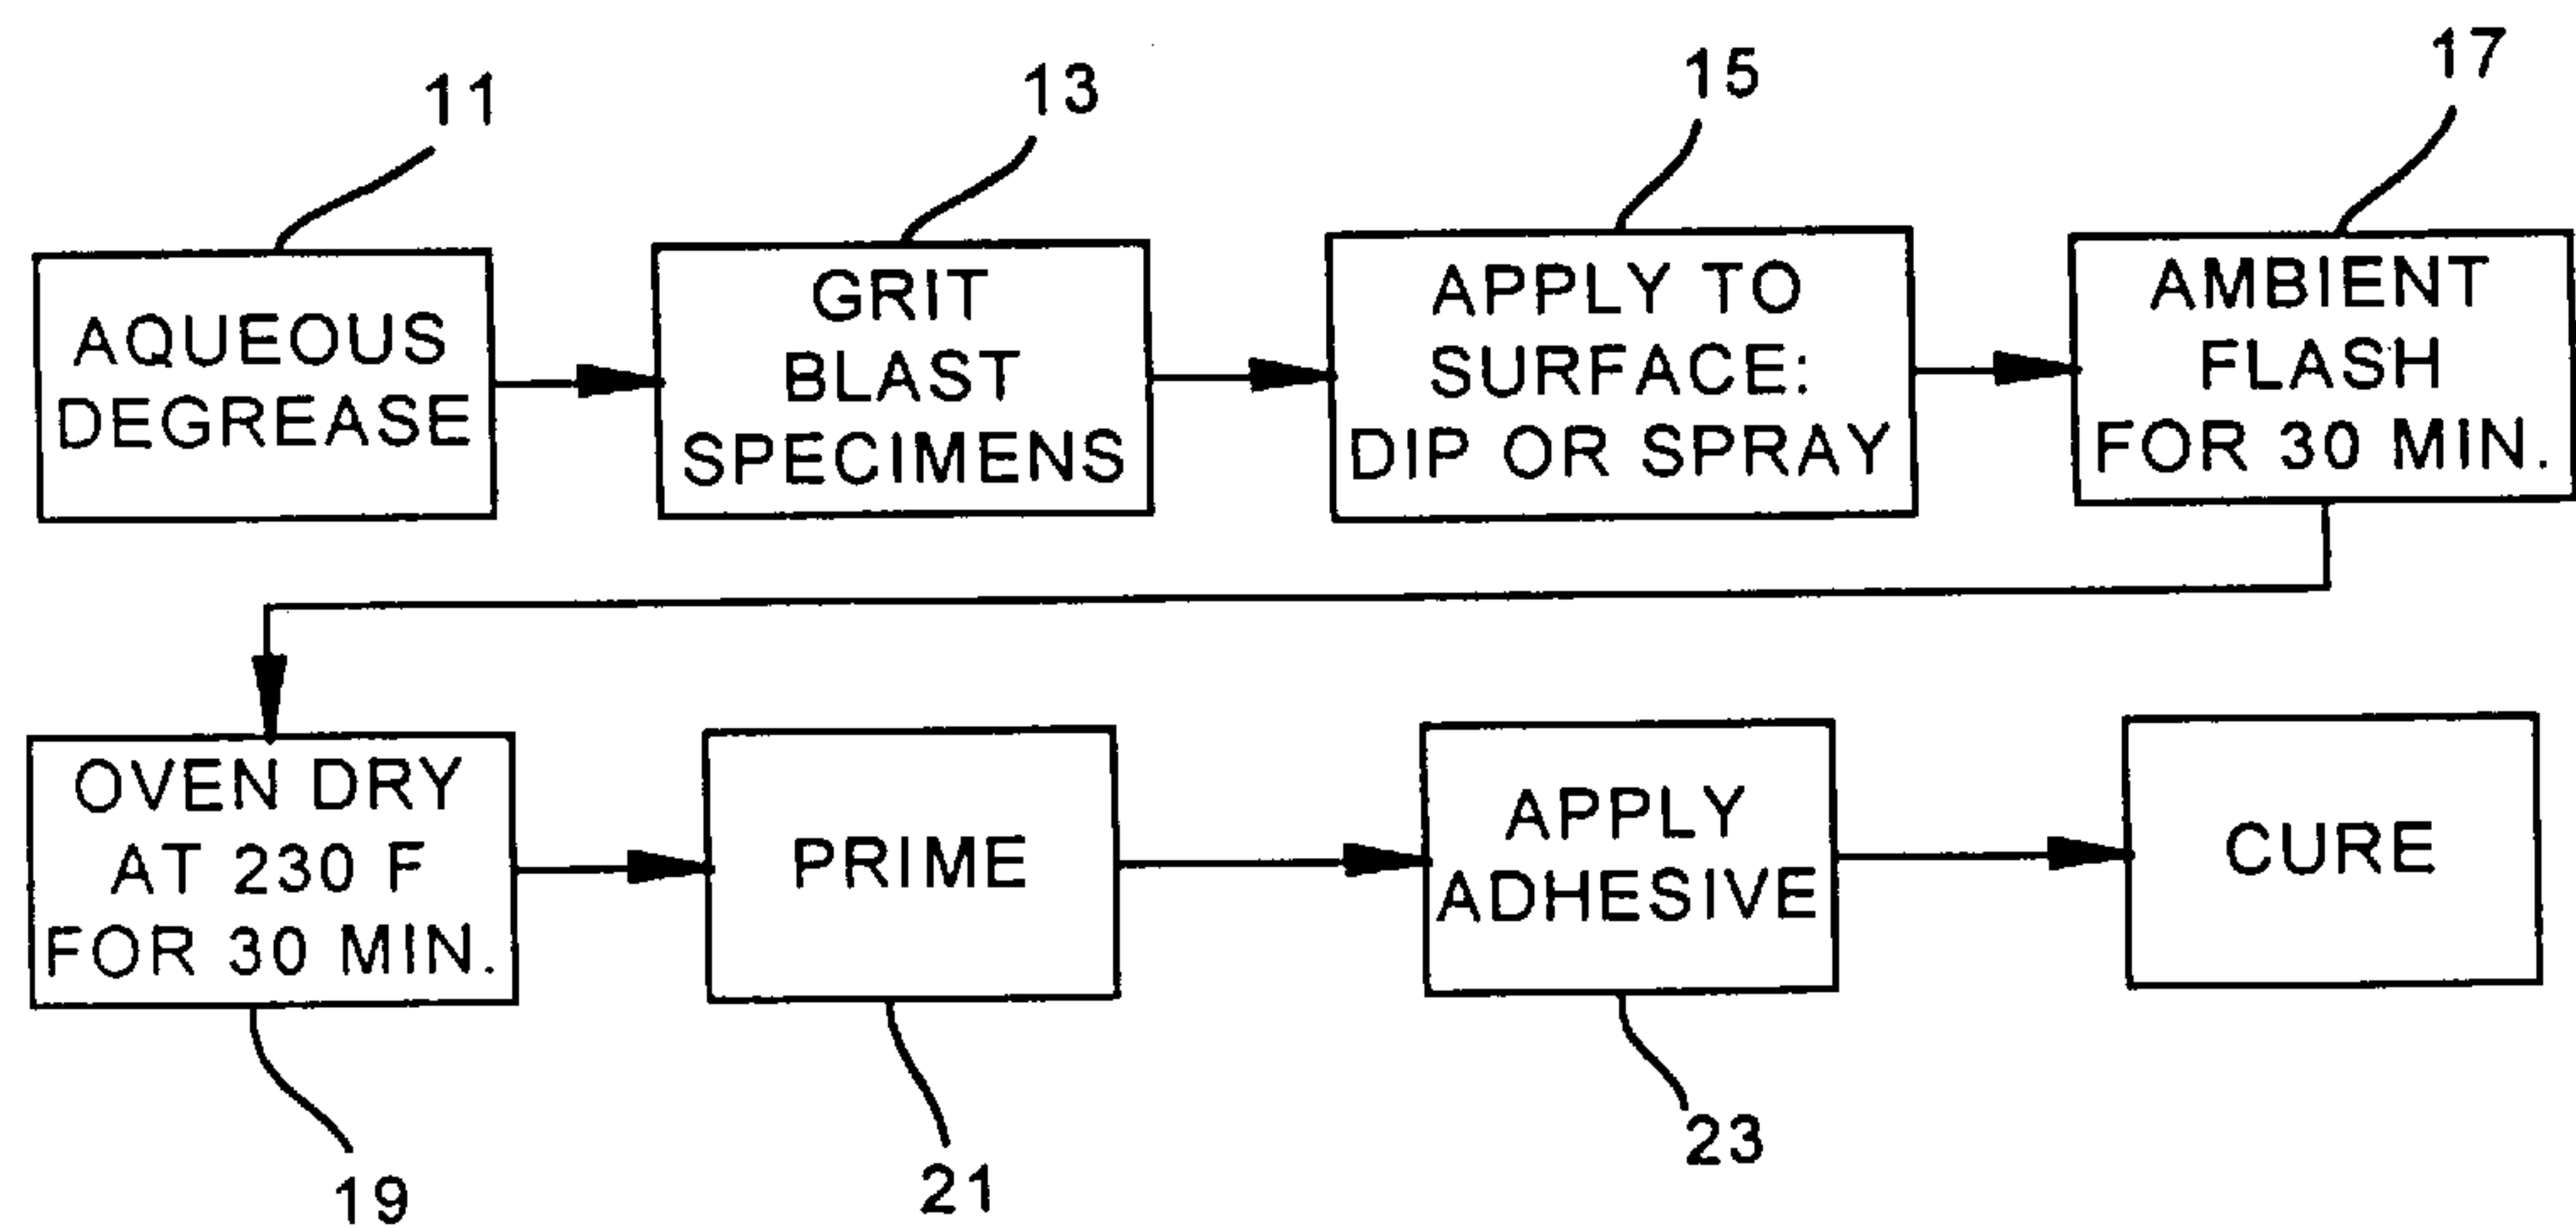 11
13
15
17
AQUEOUS
DEGREASE
GRIT
BLAST
SPECIMENS
APPLY TO
SURFACE:
DIP OR SPRAY
AMBIENT
FLASH
FOR 30 MIN.
OVEN DRY
AT 230 F
FOR 30 MIN.
PRIME
APPLY
ADHESIVE
CURE
19
21
23